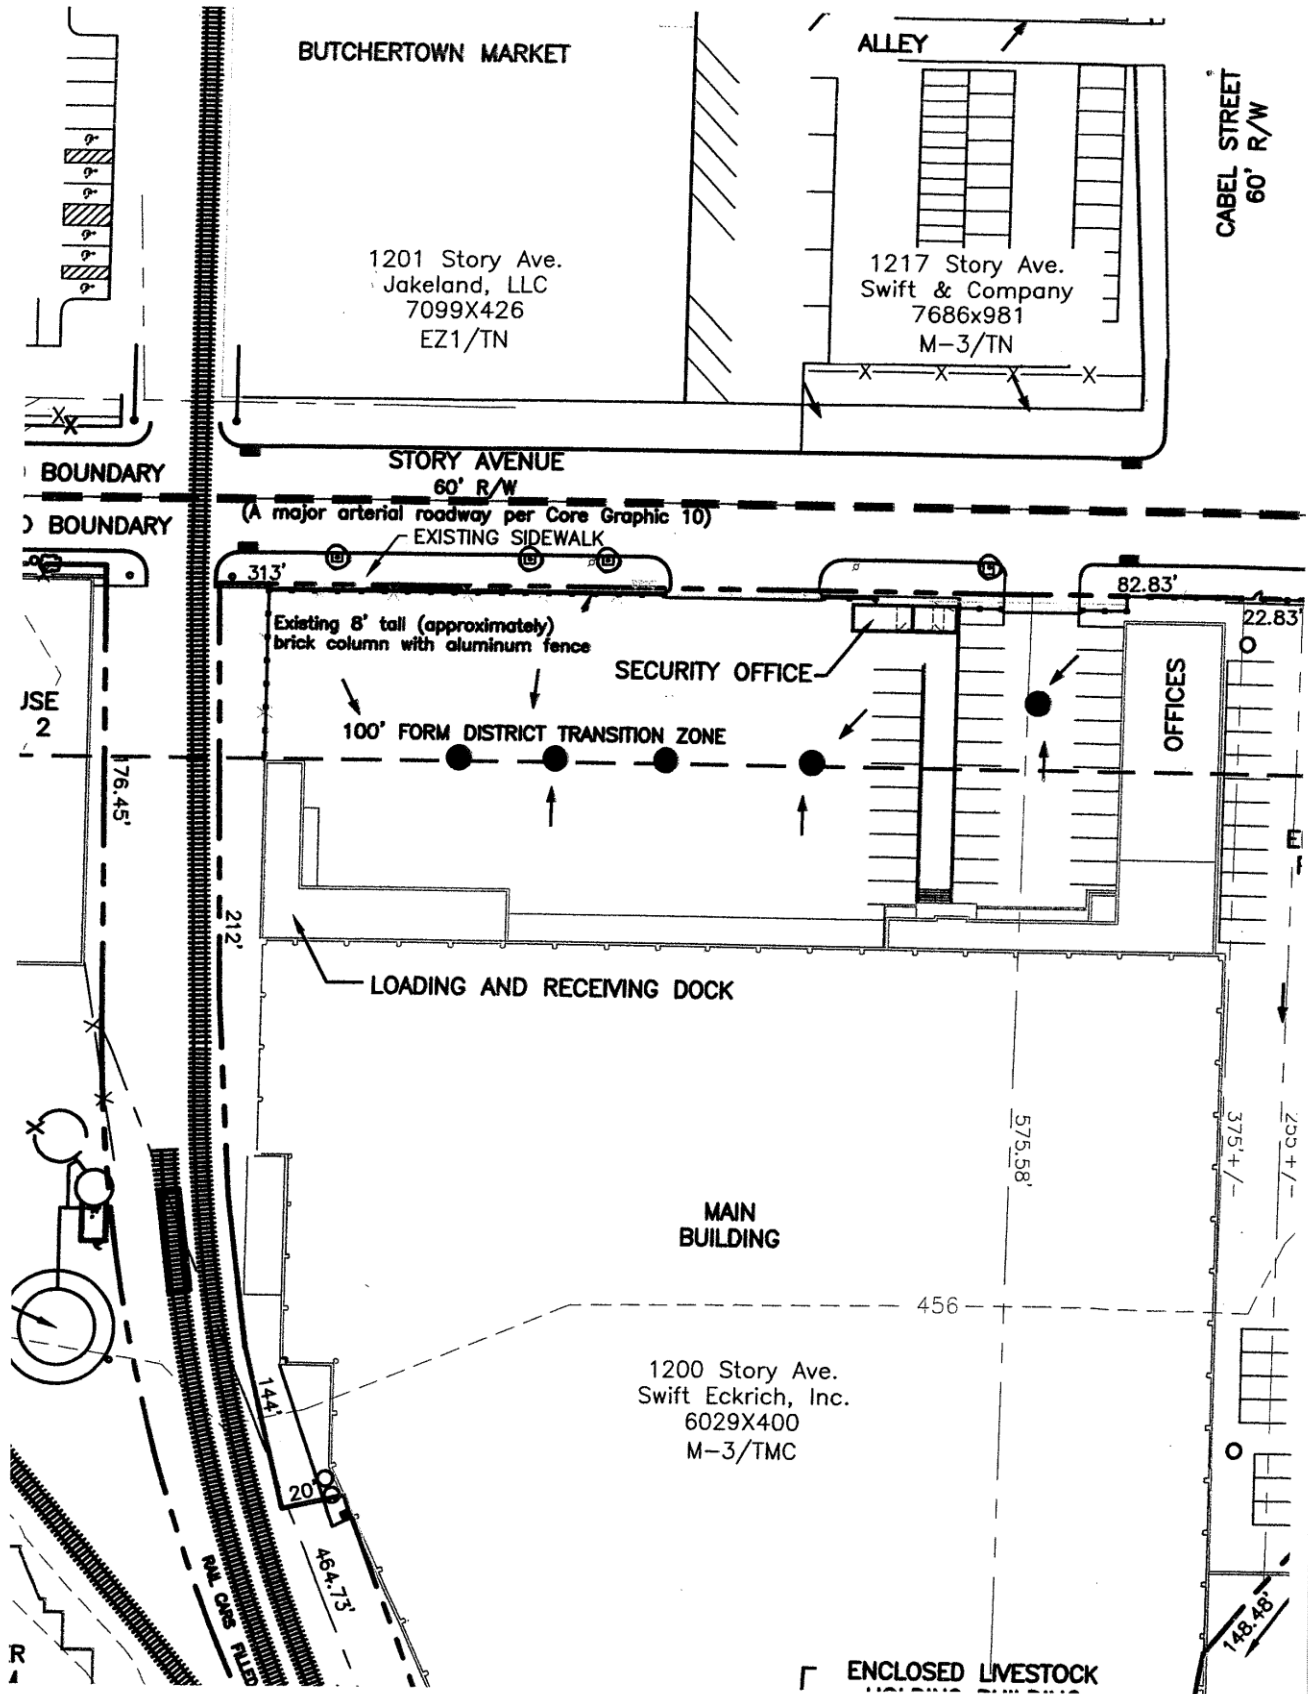 BUTCHERTOWN MARKET
ALLEY
CABEL STREET
60' R/W
1201 Story Ave.
Jakeland, LLC
7099X426
EZ1/TN
1217 Story Ave.
Swift & Company
7686x981
M-3/TN
BOUNDARY
STORY AVENUE
60' R/W
(A major arterial roadway per Core Graphic 10)
BOUNDARY
EXISTING SIDEWALK
313'
82.83'
22.83'
Existing 8' tall (approximately)
brick column with aluminum fence
SECURITY OFFICE
OFFICES
USE
2
100' FORM DISTRICT TRANSITION ZONE
176.45'
212'
LOADING AND RECEIVING DOCK
575.58'
375'+/-
255+/-
MAIN
BUILDING
456
1200 Story Ave.
Swift Eckrich, Inc.
6029X400
M-3/TMC
144'
20'
464.73'
RAIL CARS FILLED
148.48'
R
ENCLOSED LIVESTOCK